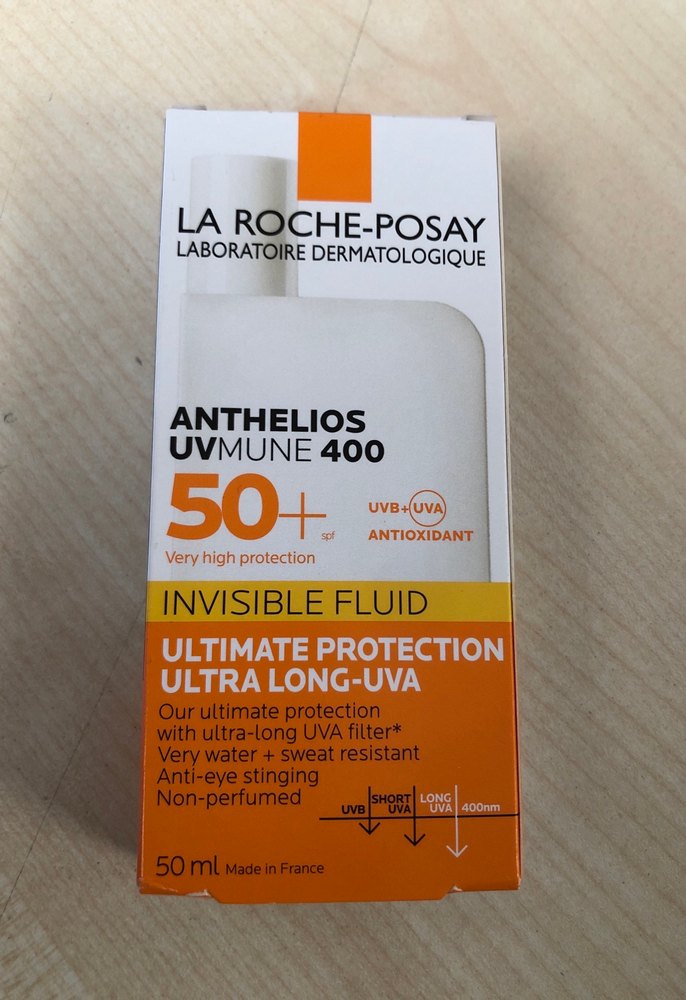 LA ROCHE-POSAY
LABORATOIRE DERMATOLOGIQUE
ANTHELIOS
UVMUNE 400
50+ spf
UVB+UVA
ANTIOXIDANT
Very high protection
INVISIBLE FLUID
ULTIMATE PROTECTION
ULTRA LONG-UVA
Our ultimate protection
with ultra-long UVA filter*
Very water + sweat resistant
Anti-eye stinging
Non-perfumed
UVB
SHORT
UVA
LONG
UVA
400nm
50 ml Made in France